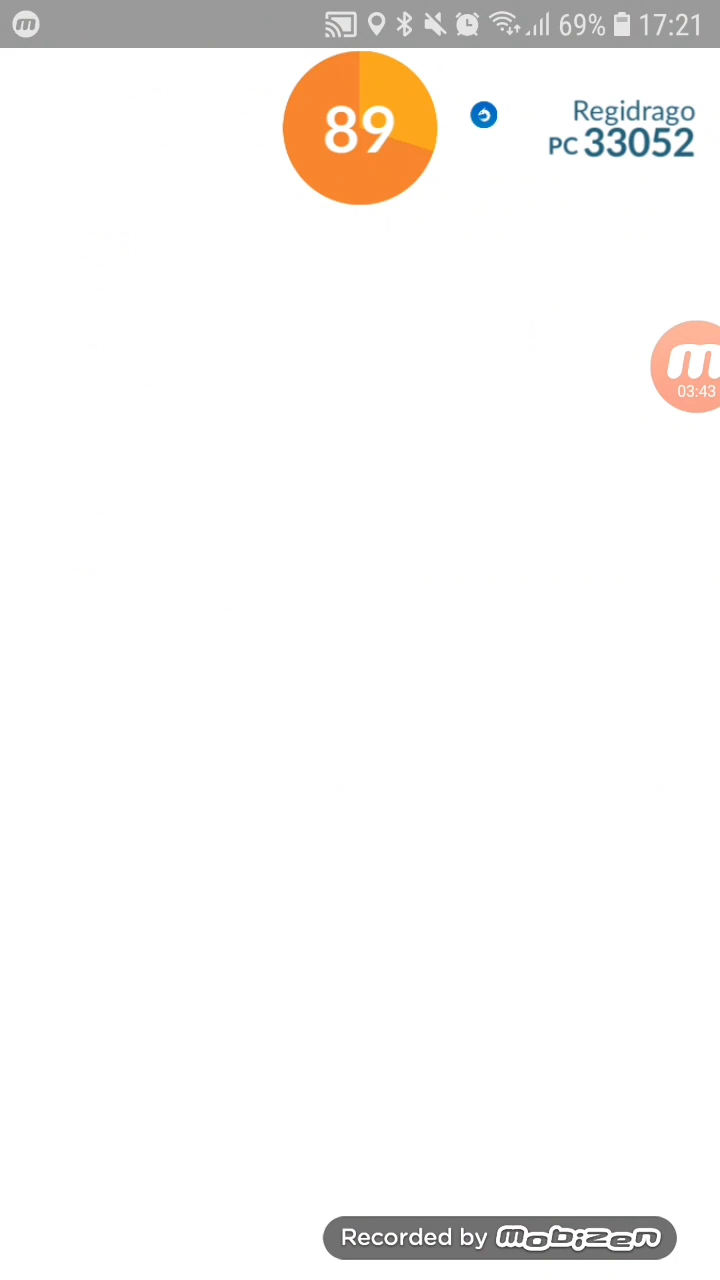 69% 17:21
89
Regidrago
PC 33052
m
03:43
Recorded by mobizen